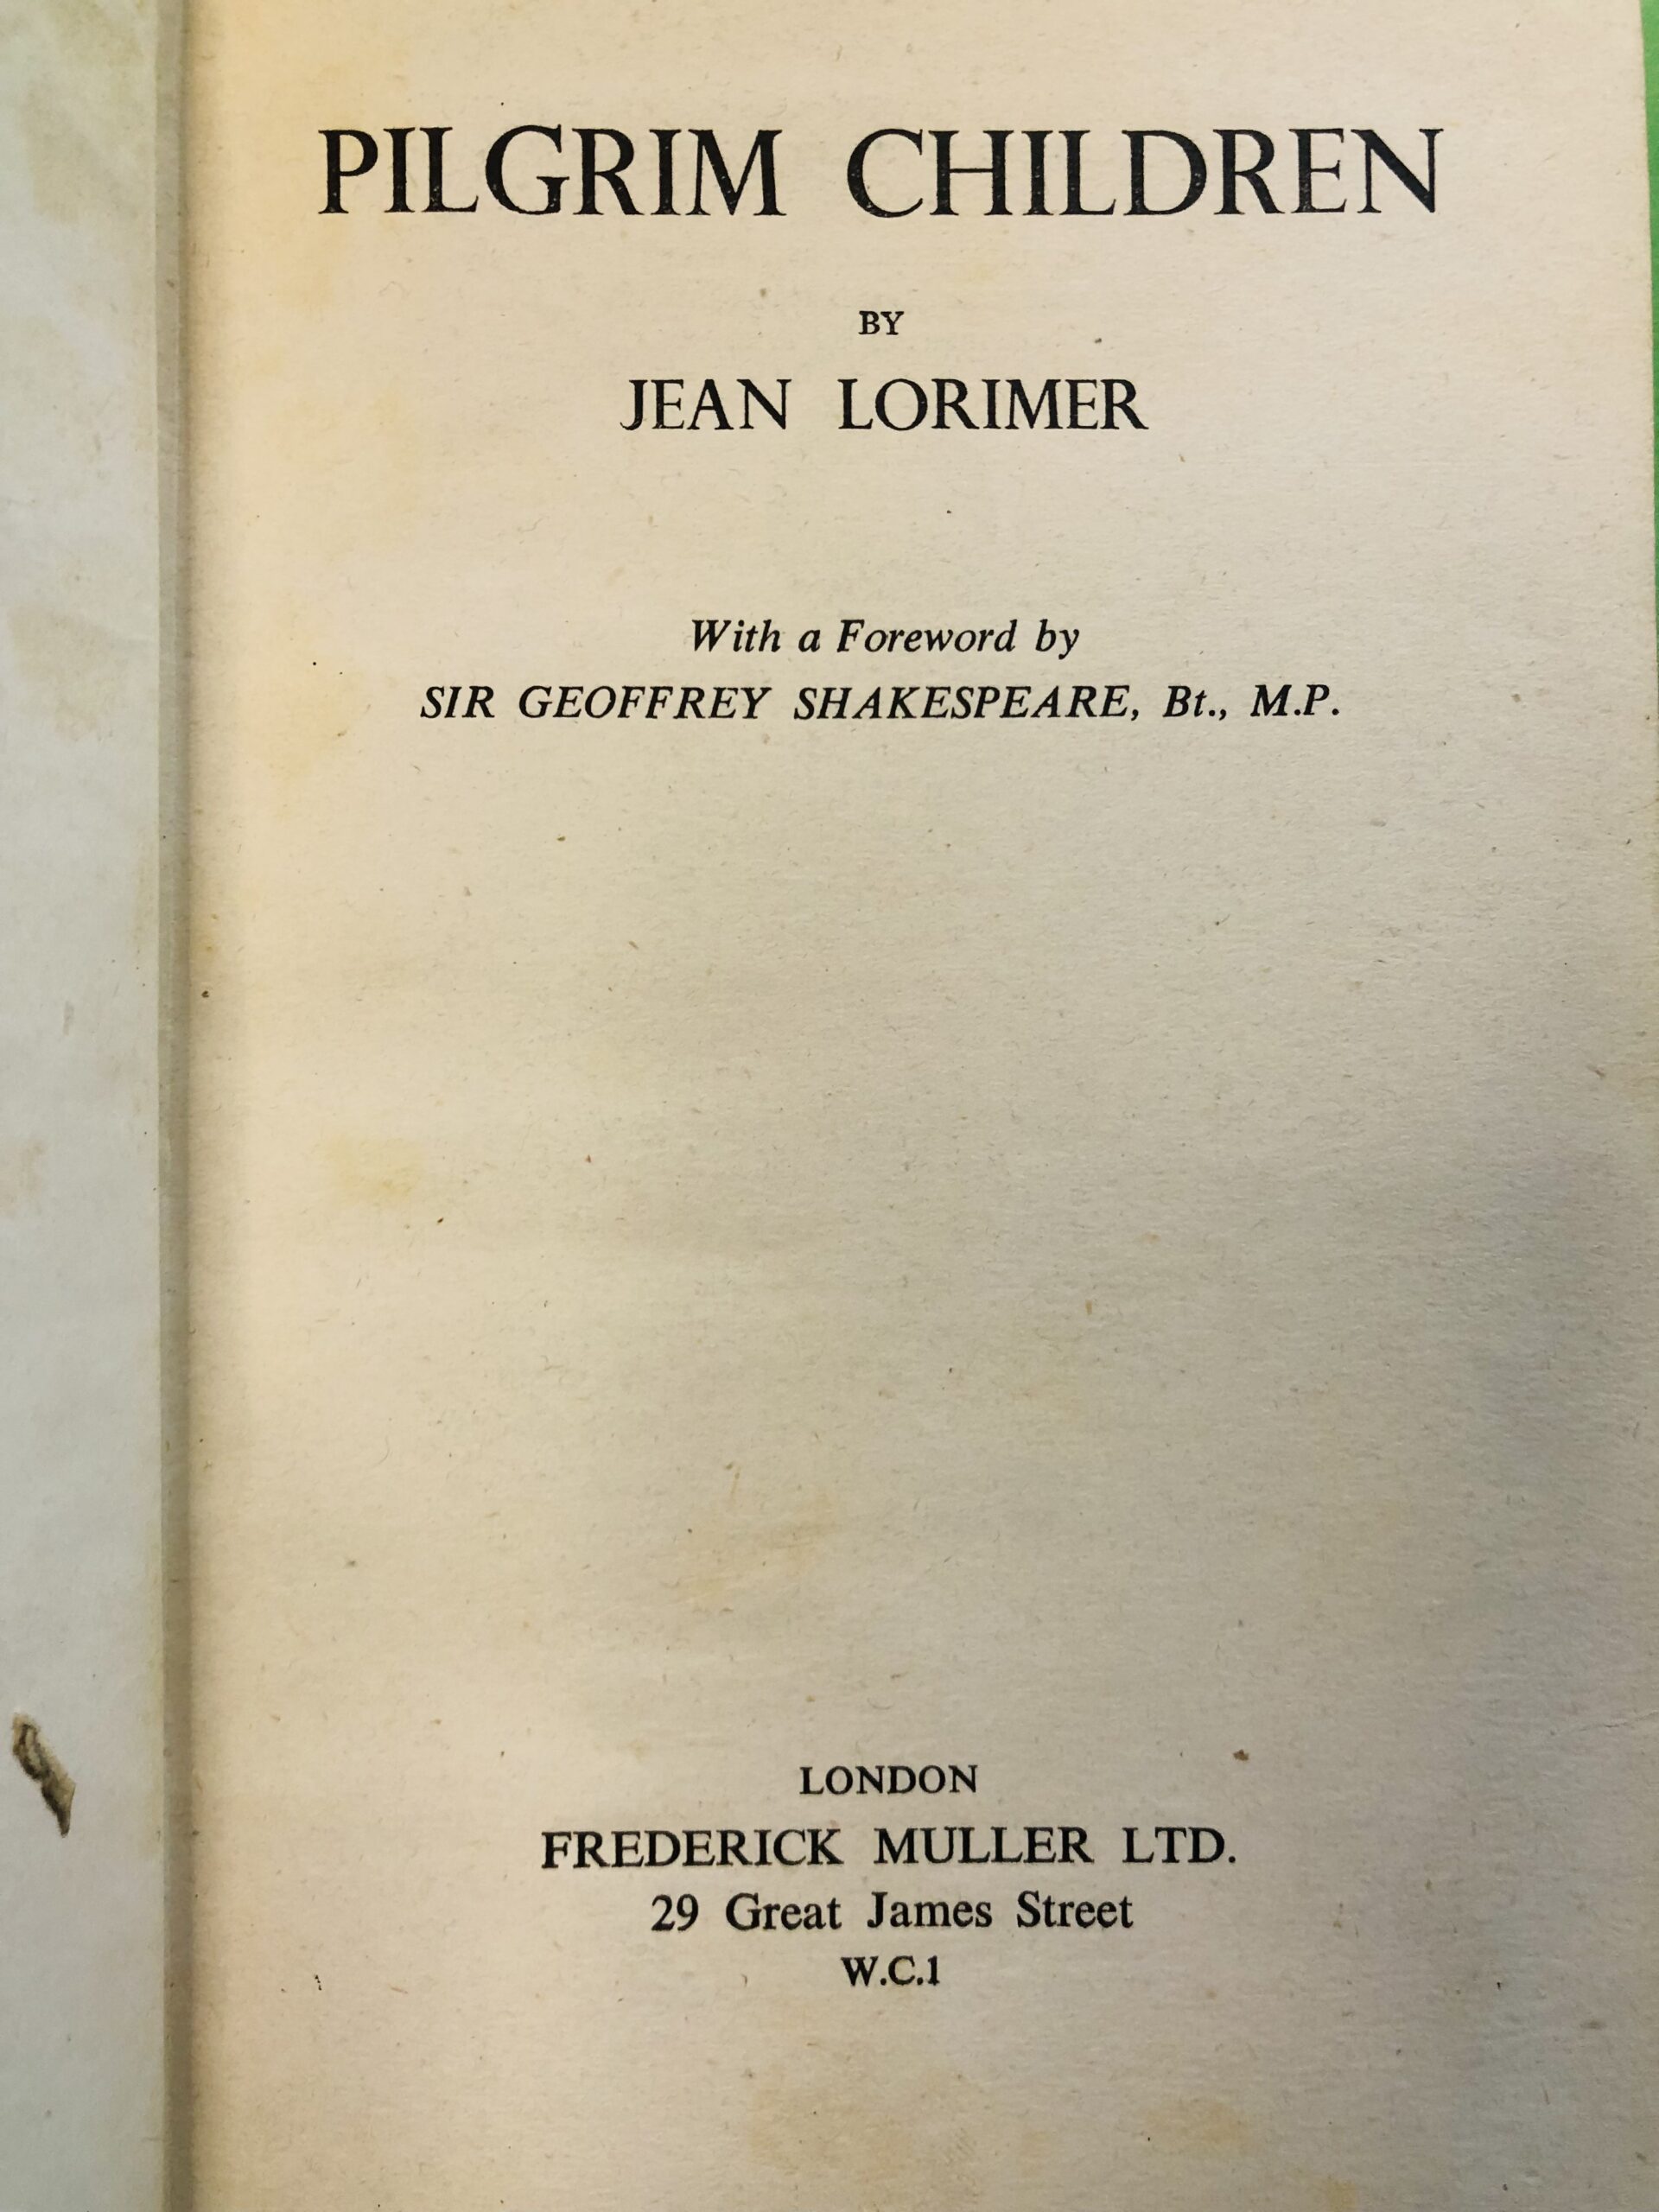 PILGRIM CHILDREN
BY
JEAN LORIMER
With a Foreword by
SIR GEOFFREY SHAKESPEARE, Bt., M.P.
LONDON
FREDERICK MULLER LTD.
29 Great James Street
W.C.1